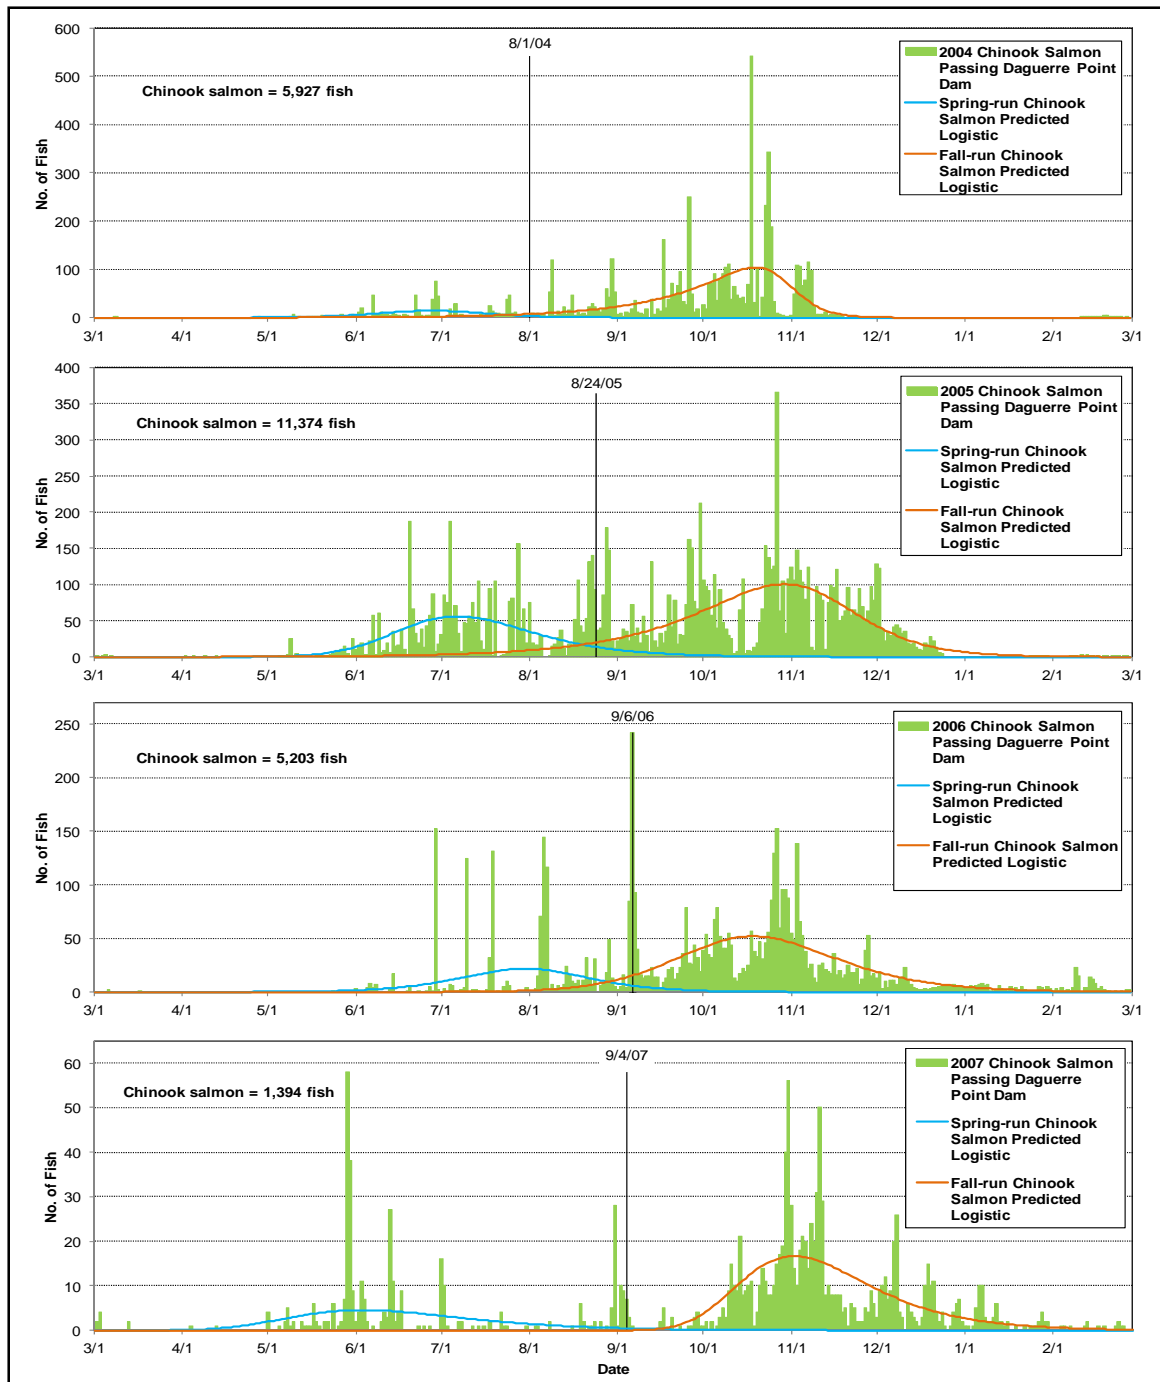 600
500
400
300
200
100
0
No. of Fish
8/1/04
Chinook salmon = 5,927 fish
2004 Chinook Salmon
Passing Daguerre Point
Dam
Spring-run Chinook
Salmon Predicted
Logistic
Fall-run Chinook
Salmon Predicted
Logistic
3/1 4/1 5/1 6/1 7/1 8/1 9/1 10/1 11/1 12/1 1/1 2/1 3/1
400
350
300
250
200
150
100
50
0
No. of Fish
8/24/05
Chinook salmon = 11,374 fish
2005 Chinook Salmon
Passing Daguerre Point
Dam
Spring-run Chinook
Salmon Predicted
Logistic
Fall-run Chinook
Salmon Predicted
Logistic
3/1 4/1 5/1 6/1 7/1 8/1 9/1 10/1 11/1 12/1 1/1 2/1 3/1
250
200
150
100
50
0
No. of Fish
9/6/06
Chinook salmon = 5,203 fish
2006 Chinook Salmon
Passing Daguerre Point
Dam
Spring-run Chinook
Salmon Predicted
Logistic
Fall-run Chinook Salmon
Predicted Logistic
3/1 4/1 5/1 6/1 7/1 8/1 9/1 10/1 11/1 12/1 1/1 2/1 3/1
60
50
40
30
20
10
0
No. of Fish
9/4/07
Chinook salmon = 1,394 fish
2007 Chinook Salmon
Passing Daguerre
Point Dam
Spring-run Chinook
Salmon Predicted
Logistic
Fall-run Chinook
Salmon Predicted
Logistic
3/1 4/1 5/1 6/1 7/1 8/1 9/1 10/1 11/1 12/1 1/1 2/1
Date